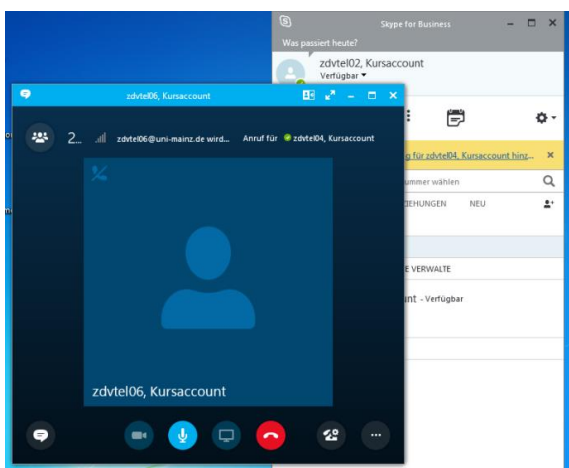 Skype for Business
Was passiert heute?
zdvtel02, Kursaccount
Verfügbar
zdvtel06, Kursaccount
2...
zdvtel06@uni-mainz.de wird...
Anruf für zdvtel04, Kursaccount
g für zdvtel04, Kursaccount hinz...
ummer wählen
ZIEHUNGEN NEU
E VERWALTE
unt - Verfügbar
zdvtel06, Kursaccount